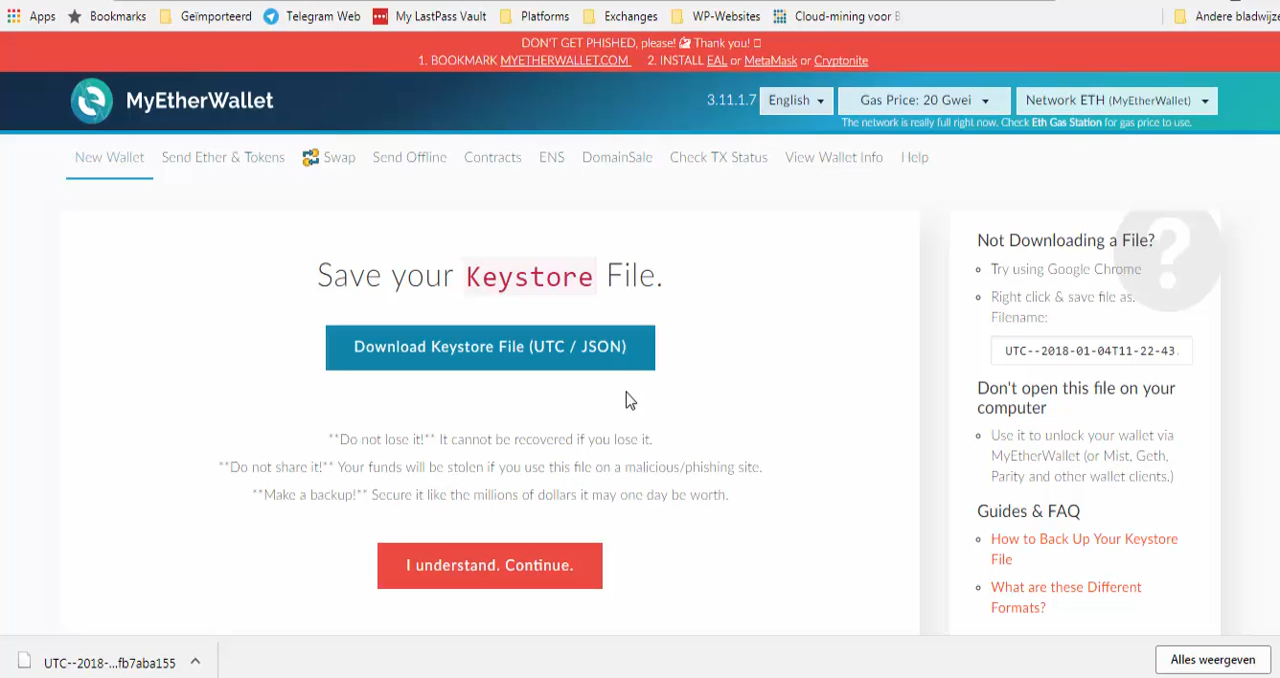 Apps Bookmarks Geïmporteerd Telegram Web My LastPass Vault Platforms Exchanges WP-Websites Cloud-mining voor Andere bladwijze
DON'T GET PHISHED, please! Thank you!
1. BOOKMARK MYETHERWALLET.COM 2. INSTALL EAL or MetaMask or Cryptonite
MyEtherWallet 3.11.1.7 English Gas Price: 20 Gwei Network ETH (MyEtherWallet)
The network is really full right now. Check Eth Gas Station for gas price to use.
New Wallet Send Ether & Tokens Swap Send Offline Contracts ENS DomainSale Check TX Status View Wallet Info Help
Save your Keystore File.
Download Keystore File (UTC / JSON)
**Do not lose it!** It cannot be recovered if you lose it.
**Do not share it!** Your funds will be stolen if you use this file on a malicious/phishing site.
**Make a backup!** Secure it like the millions of dollars it may one day be worth.
I understand. Continue.
Not Downloading a File?
Try using Google Chrome
Right click & save file as.
Filename:
UTC--2018-01-04T11-22-43.
Don't open this file on your
computer
Use it to unlock your wallet via
MyEtherWallet (or Mist, Geth,
Parity and other wallet clients.)
Guides & FAQ
How to Back Up Your Keystore
File
What are these Different
Formats?
UTC--2018-...fb7aba155 Alles weergeven